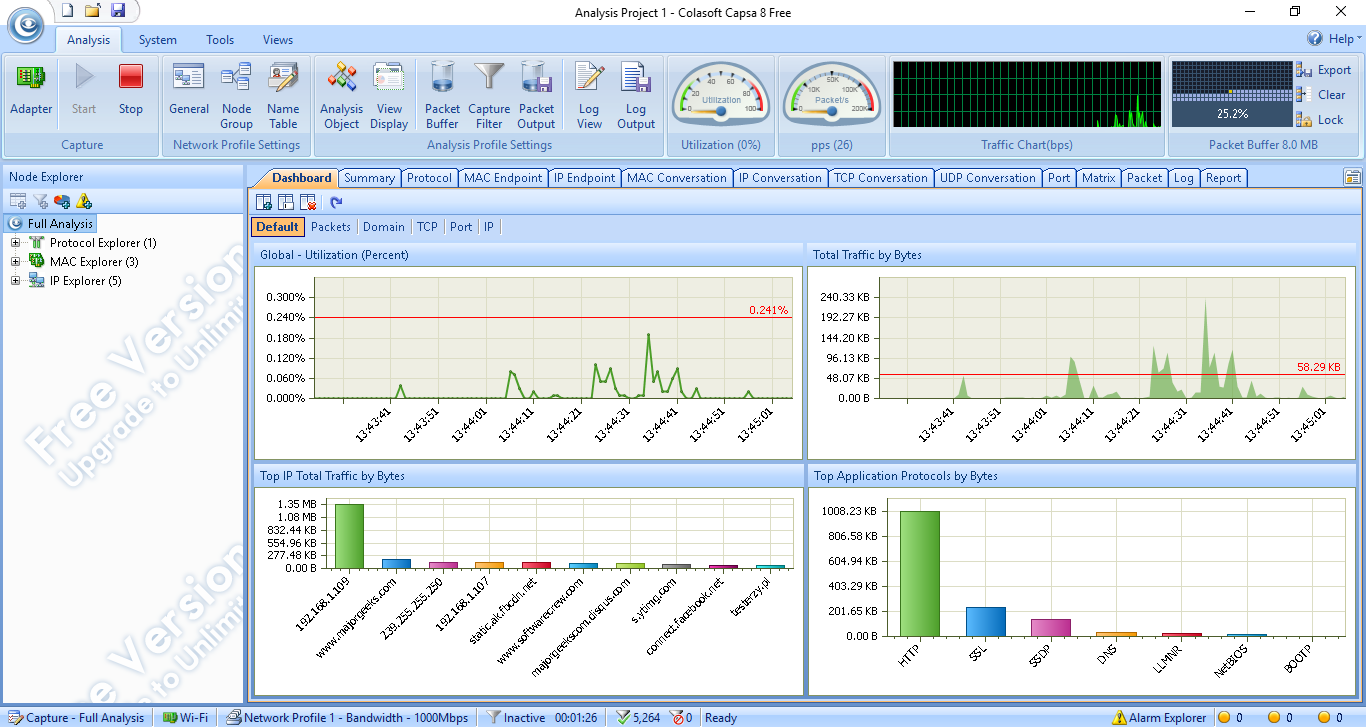 Analysis Project 1 - Colasoft Capsa 8 Free
Analysis System Tools Views Help
Adapter Start Stop General Node Group Name Table Analysis Object View Display Packet Buffer Capture Filter Packet Output Log View Log Output
Capture Network Profile Settings Analysis Profile Settings
0 20 40 60 80 100 Utilization
Utilization (0%)
0 10K 50K 100K 200K Packet/s
pps (26)
Traffic Chart(bps)
25.2%
Packet Buffer 8.0 MB
Export
Clear
Lock
Node Explorer
Full Analysis
Protocol Explorer (1)
MAC Explorer (3)
IP Explorer (5)
Free Version
Upgrade to Unlimi
Free Version
Upgrade to Unlimi
Dashboard Summary Protocol MAC Endpoint IP Endpoint MAC Conversation IP Conversation TCP Conversation UDP Conversation Port Matrix Packet Log Report
Default Packets Domain TCP Port IP
Global - Utilization (Percent)
0.300%
0.240%
0.180%
0.120%
0.060%
0.000%
0.241%
13:43:41 13:43:51 13:44:01 13:44:11 13:44:21 13:44:31 13:44:41 13:44:51 13:45:01
Total Traffic by Bytes
240.33 KB
192.27 KB
144.20 KB
96.13 KB
48.07 KB
0.00 B
58.29 KB
13:43:41 13:43:51 13:44:01 13:44:11 13:44:21 13:44:31 13:44:41 13:44:51 13:45:01
Top IP Total Traffic by Bytes
1.35 MB
1.08 MB
832.44 KB
554.96 KB
277.48 KB
0.00 B
192.168.1.109 www.majorgeeks.com 239.255.255.250 192.168.1.107 static.ak.fbcdn.net www.softwarecrew.com majorgeekscom.disqus.com s.ytimg.com connect.facebook.net testerzy.pl
Top Application Protocols by Bytes
1008.23 KB
806.58 KB
604.94 KB
403.29 KB
201.65 KB
0.00 B
HTTP SSL SSDP DNS LLMNR NetBIOS BOOTP
Capture - Full Analysis Wi-Fi Network Profile 1 - Bandwidth - 1000Mbps Inactive 00:01:26 5,264 0 Ready Alarm Explorer 0 0 0